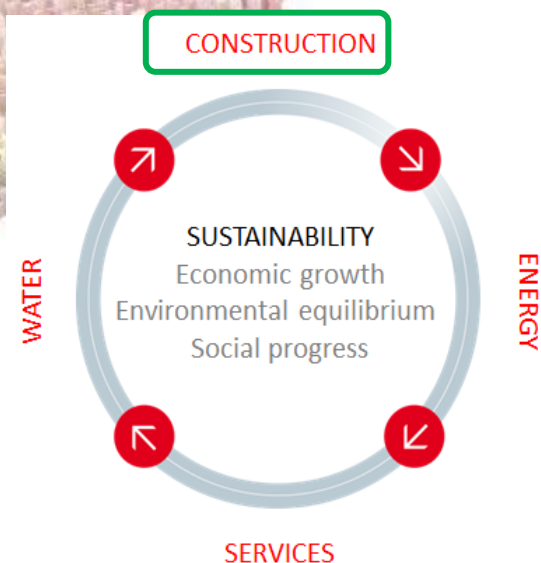 CONSTRUCTION
SUSTAINABILITY
Economic growth
Environmental equilibrium
Social progress
WATER
ENERGY
SERVICES